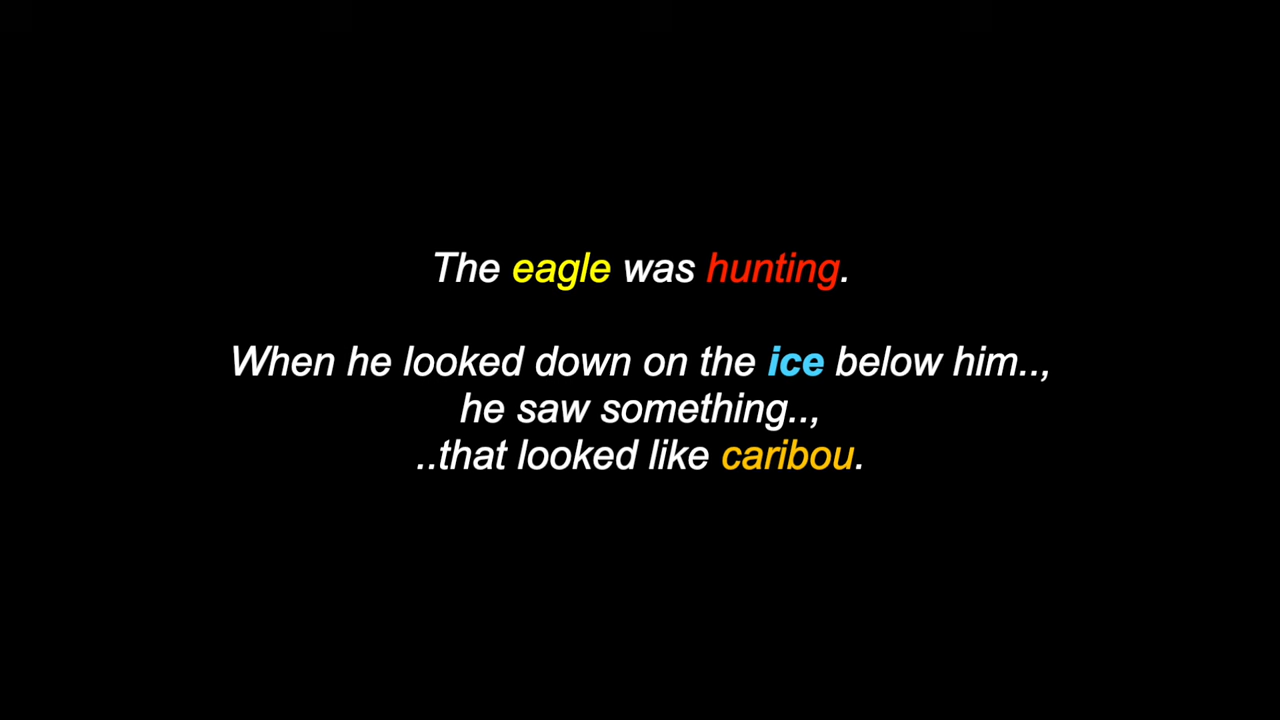 The eagle was hunting.
When he looked down on the ice below him..,
he saw something..,
..that looked like caribou.